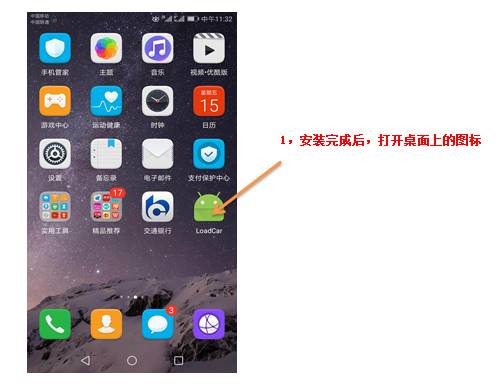 中国移动
中国联通
中午11:32
手机管家
主题
音乐
视频·优酷版
游戏中心
运动健康
时钟
星期五
15
日历
设置
备忘录
电子邮件
支付保护中心
17
实用工具
精品推荐
交通银行
LoadCar
3
1，安装完成后，打开桌面上的图标